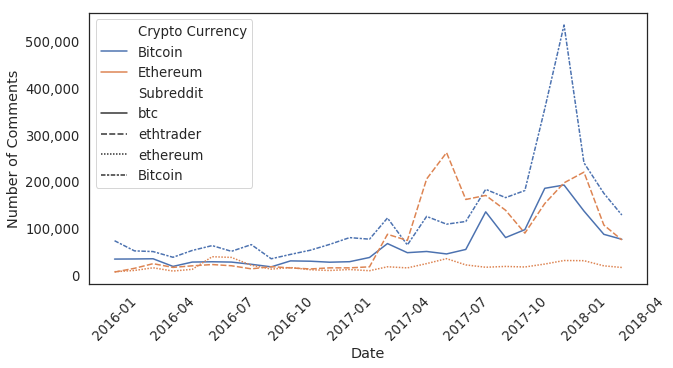 Crypto Currency
Bitcoin
Ethereum
Subreddit
btc
ethtrader
ethereum
Bitcoin
500,000
400,000
300,000
200,000
100,000
0
Number of Comments
2016-01
2016-04
2016-07
2016-10
2017-01
2017-04
2017-07
2017-10
2018-01
2018-04
Date